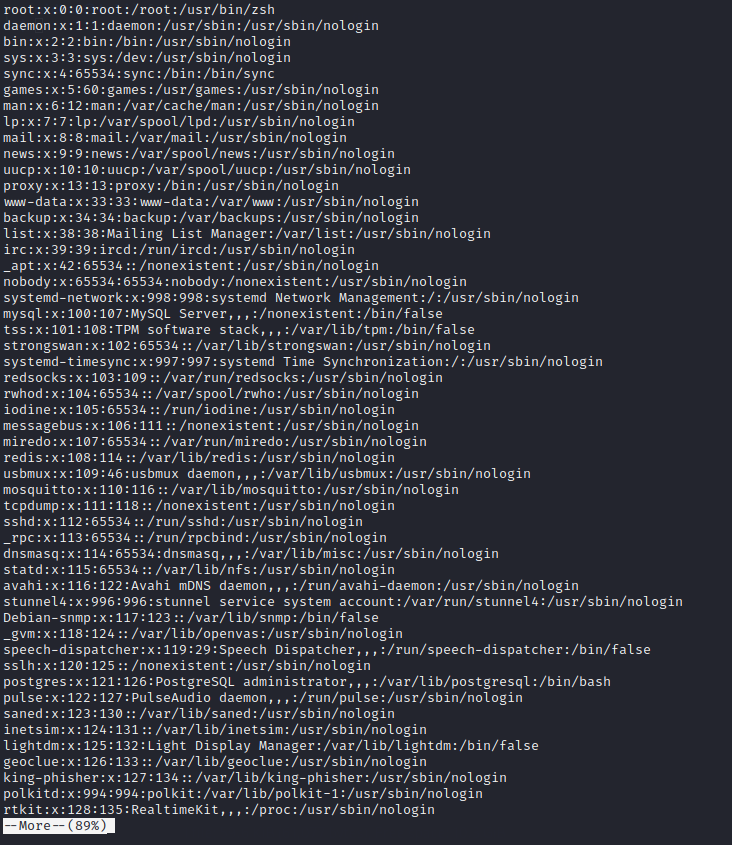 root:x:0:0:root:/root:/usr/bin/zsh
daemon:x:1:1:daemon:/usr/sbin:/usr/sbin/nologin
bin:x:2:2:bin:/bin:/usr/sbin/nologin
sys:x:3:3:sys:/dev:/usr/sbin/nologin
sync:x:4:65534:sync:/bin:/bin/sync
games:x:5:60:games:/usr/games:/usr/sbin/nologin
man:x:6:12:man:/var/cache/man:/usr/sbin/nologin
lp:x:7:7:lp:/var/spool/lpd:/usr/sbin/nologin
mail:x:8:8:mail:/var/mail:/usr/sbin/nologin
news:x:9:9:news:/var/spool/news:/usr/sbin/nologin
uucp:x:10:10:uucp:/var/spool/uucp:/usr/sbin/nologin
proxy:x:13:13:proxy:/bin:/usr/sbin/nologin
www-data:x:33:33:www-data:/var/www:/usr/sbin/nologin
backup:x:34:34:backup:/var/backups:/usr/sbin/nologin
list:x:38:38:Mailing List Manager:/var/list:/usr/sbin/nologin
irc:x:39:39:ircd:/run/ircd:/usr/sbin/nologin
_apt:x:42:65534::/nonexistent:/usr/sbin/nologin
nobody:x:65534:65534:nobody:/nonexistent:/usr/sbin/nologin
systemd-network:x:998:998:systemd Network Management:/:/usr/sbin/nologin
mysql:x:100:107:MySQL Server,,,:/nonexistent:/bin/false
tss:x:101:108:TPM software stack,,,:/var/lib/tpm:/bin/false
strongswan:x:102:65534::/var/lib/strongswan:/usr/sbin/nologin
systemd-timesync:x:997:997:systemd Time Synchronization:/:/usr/sbin/nologin
redsocks:x:103:109::/var/run/redsocks:/usr/sbin/nologin
rwhod:x:104:65534::/var/spool/rwho:/usr/sbin/nologin
iodine:x:105:65534::/run/iodine:/usr/sbin/nologin
messagebus:x:106:111::/nonexistent:/usr/sbin/nologin
miredo:x:107:65534::/var/run/miredo:/usr/sbin/nologin
redis:x:108:114::/var/lib/redis:/usr/sbin/nologin
usbmux:x:109:46:usbmux daemon,,,:/var/lib/usbmux:/usr/sbin/nologin
mosquitto:x:110:116::/var/lib/mosquitto:/usr/sbin/nologin
tcpdump:x:111:118::/nonexistent:/usr/sbin/nologin
sshd:x:112:65534::/run/sshd:/usr/sbin/nologin
_rpc:x:113:65534::/run/rpcbind:/usr/sbin/nologin
dnsmasq:x:114:65534:dnsmasq,,,:/var/lib/misc:/usr/sbin/nologin
statd:x:115:65534::/var/lib/nfs:/usr/sbin/nologin
avahi:x:116:122:Avahi mDNS daemon,,,:/run/avahi-daemon:/usr/sbin/nologin
stunnel4:x:996:996:stunnel service system account:/var/run/stunnel4:/usr/sbin/nologin
Debian-snmp:x:117:123::/var/lib/snmp:/bin/false
_gvm:x:118:124::/var/lib/openvas:/usr/sbin/nologin
speech-dispatcher:x:119:29:Speech Dispatcher,,,:/run/speech-dispatcher:/bin/false
sslh:x:120:125::/nonexistent:/usr/sbin/nologin
postgres:x:121:126:PostgreSQL administrator,,,:/var/lib/postgresql:/bin/bash
pulse:x:122:127:PulseAudio daemon,,,:/run/pulse:/usr/sbin/nologin
saned:x:123:130::/var/lib/saned:/usr/sbin/nologin
inetsim:x:124:131::/var/lib/inetsim:/usr/sbin/nologin
lightdm:x:125:132:Light Display Manager:/var/lib/lightdm:/bin/false
geoclue:x:126:133::/var/lib/geoclue:/usr/sbin/nologin
king-phisher:x:127:134::/var/lib/king-phisher:/usr/sbin/nologin
polkitd:x:994:994:polkit:/var/lib/polkit-1:/usr/sbin/nologin
rtkit:x:128:135:RealtimeKit,,,:/proc:/usr/sbin/nologin
--More--(89%)